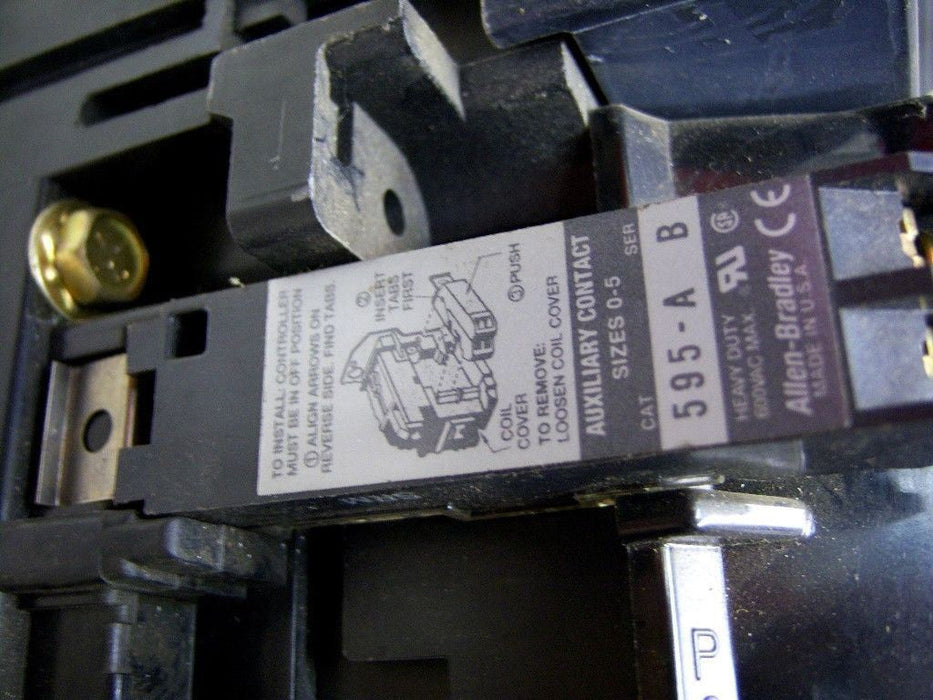 TO INSTALL: CONTROLLER
MUST BE IN OFF POSITION
① ALIGN ARROWS ON
REVERSE SIDE. FIND TABS
② INSERT
TABS
FIRST
③ PUSH
COIL
COVER
TO REMOVE:
LOOSEN COIL COVER
AUXILIARY CONTACT
SIZES 0-5
CAT SER
595-A B
HEAVY DUTY
600VAC MAX.
Allen-Bradley CE
MADE IN U.S.A
P